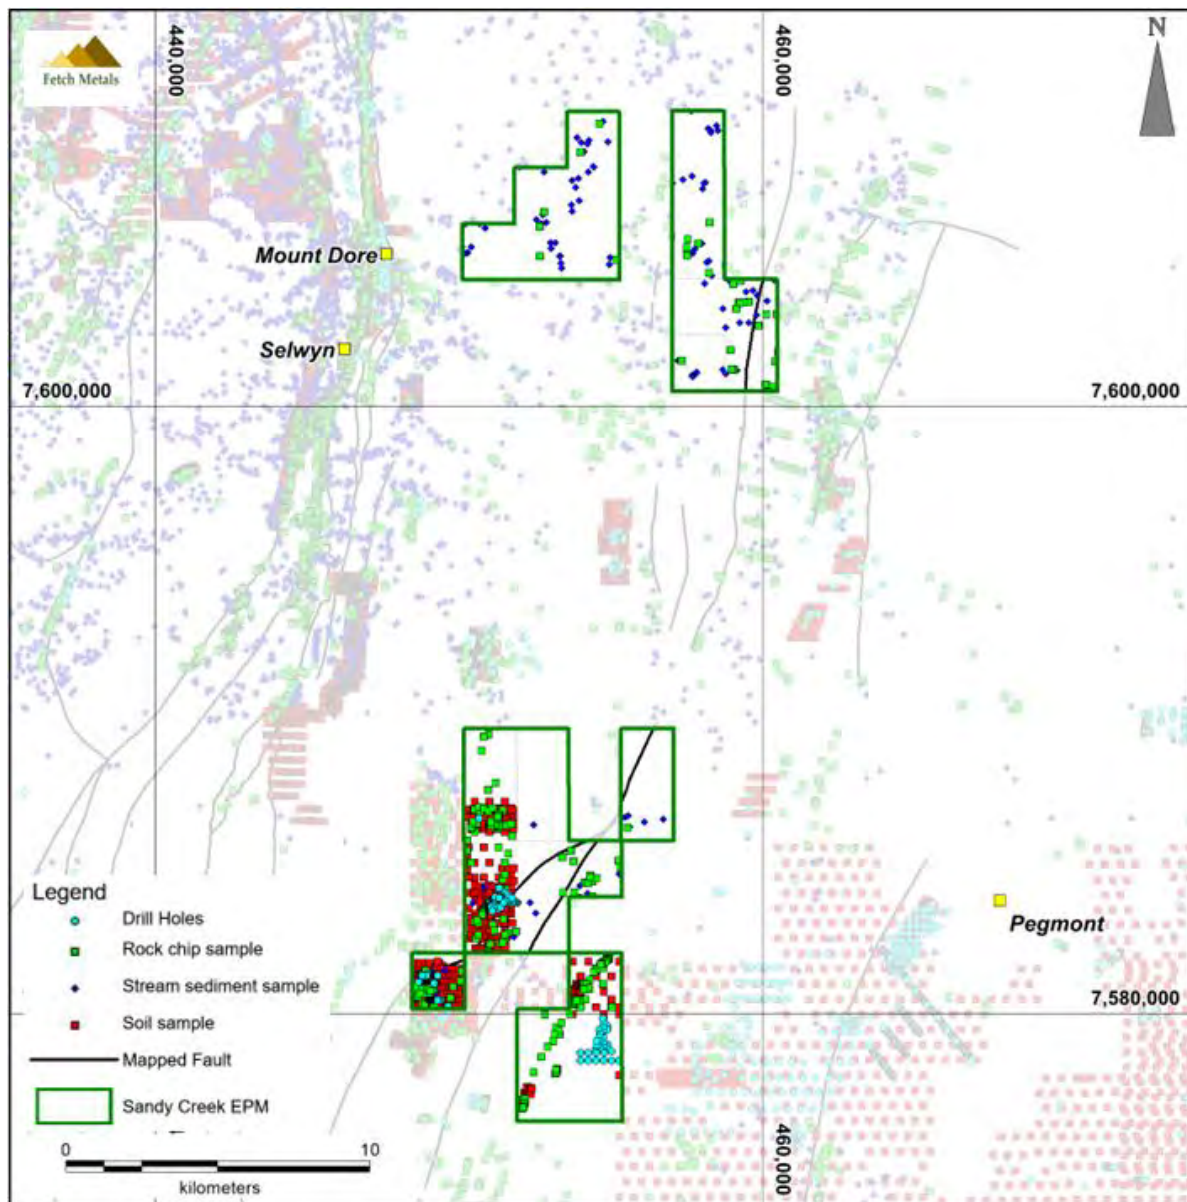 440,000
460,000
N
Fetch Metals
Mount Dore
Selwyn
7,600,000
7,600,000
Legend
Drill Holes
Rock chip sample
Stream sediment sample
Soil sample
Mapped Fault
Sandy Creek EPM
Pegmont
7,580,000
460,000
0
10
kilometers